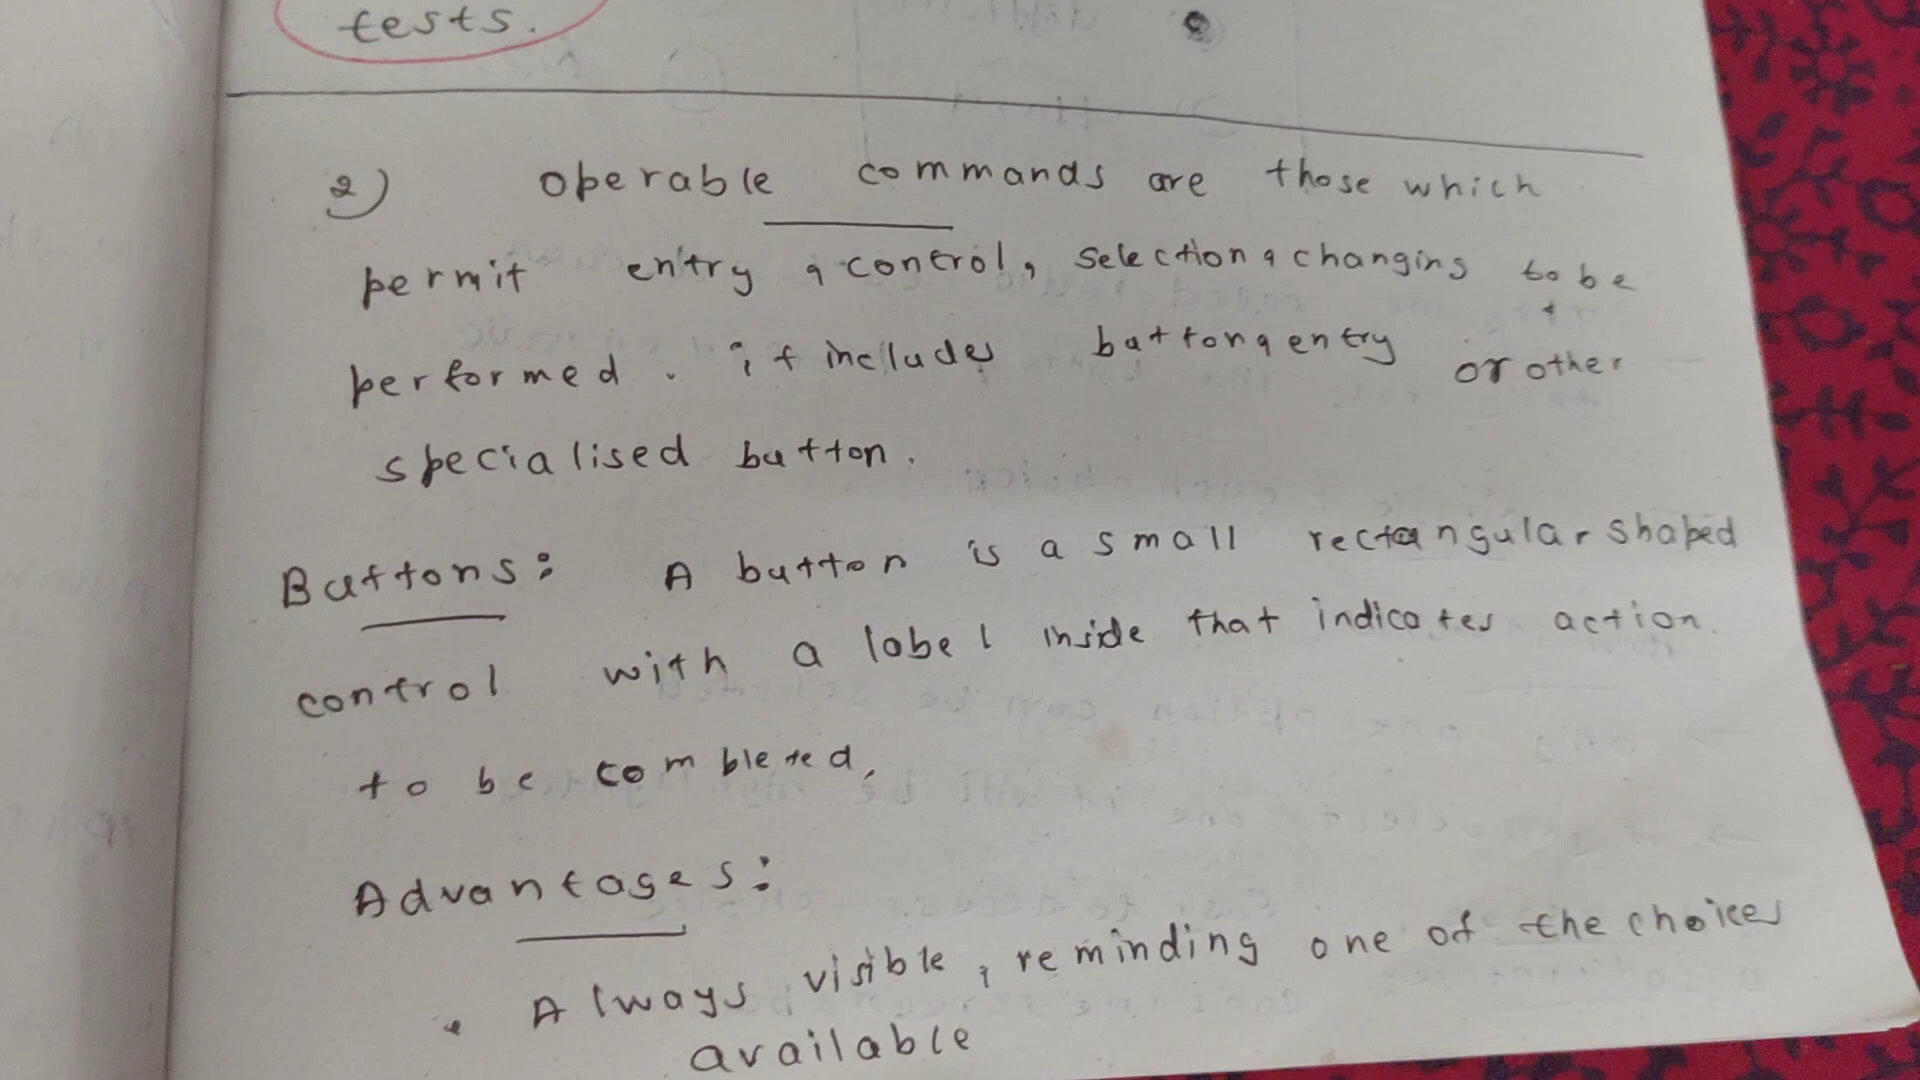 tests.
2) operable commands are those which
permit entry, control, selection, changing to be
performed. it includes button, entry or other
specialised button.
Buttons: A button is a small rectangular shaped
control with a label inside that indicates action
to be completed,
Advantages:
• Always visible, reminding one of the choices
available